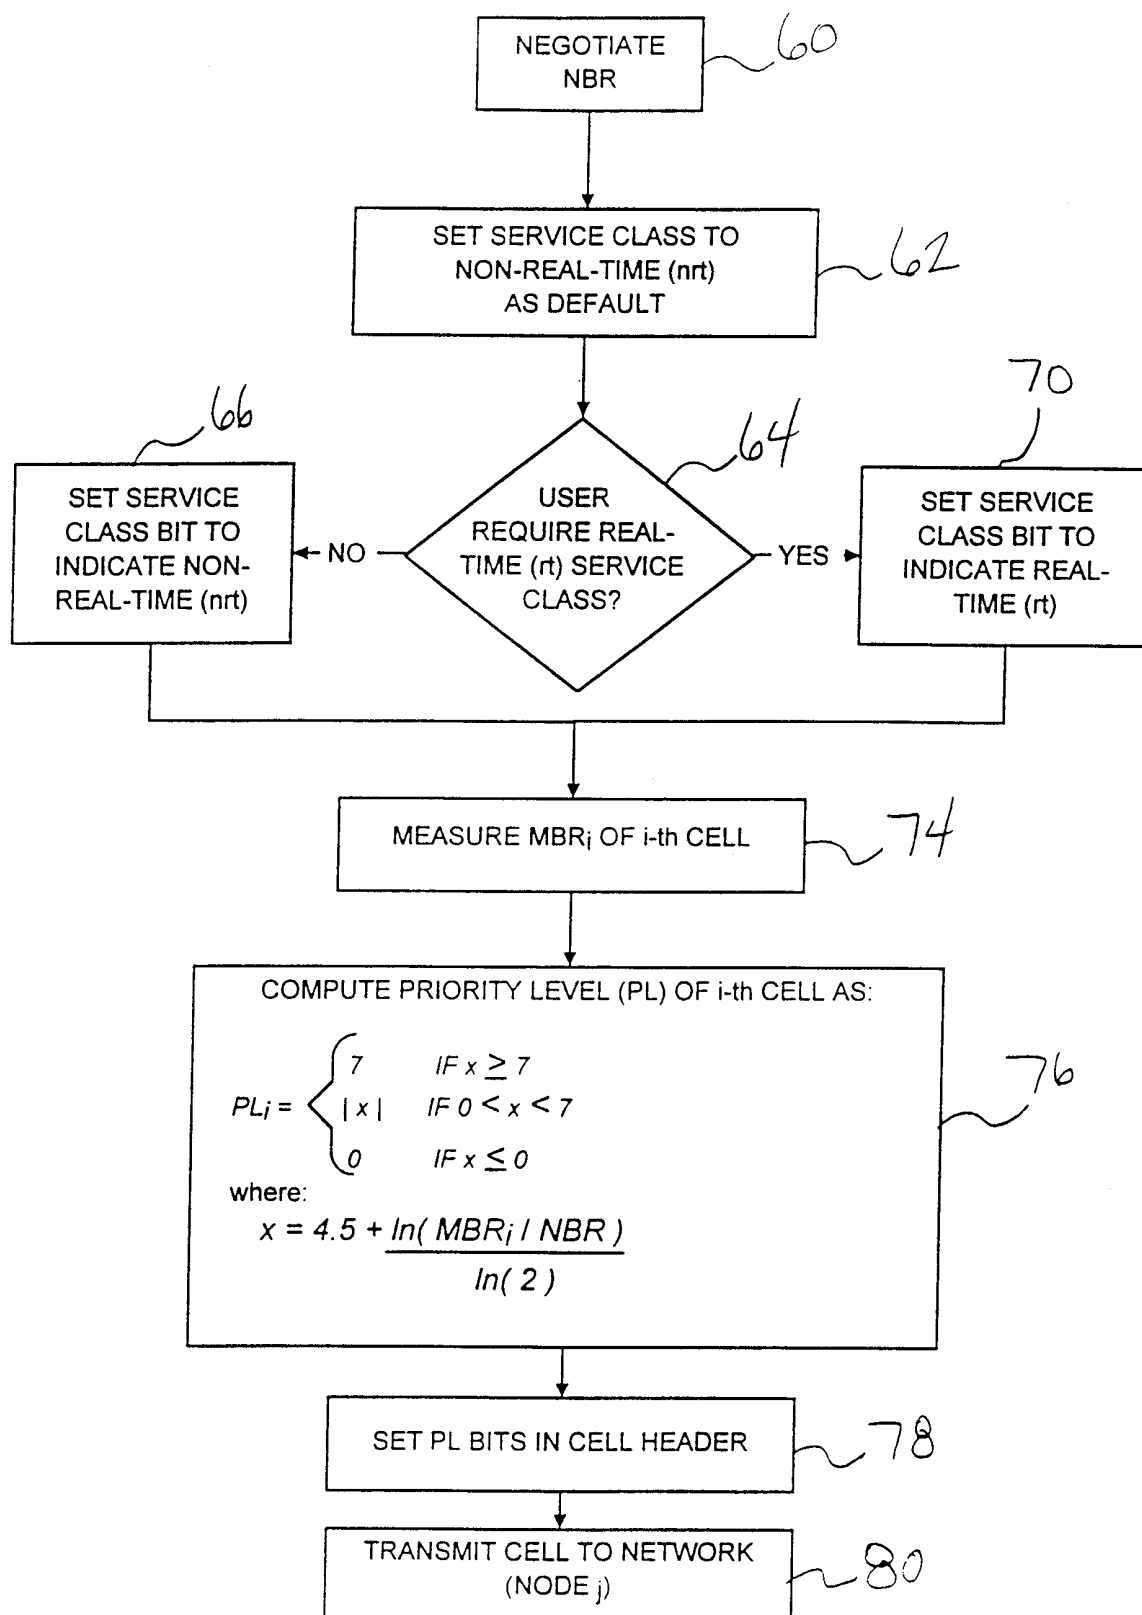 NEGOTIATE
NBR
60
SET SERVICE CLASS TO
NON-REAL-TIME (nrt)
AS DEFAULT
62
64
USER
REQUIRE REAL-
TIME (rt) SERVICE
CLASS?
NO
YES
66
SET SERVICE
CLASS BIT TO
INDICATE NON-
REAL-TIME (nrt)
70
SET SERVICE
CLASS BIT TO
INDICATE REAL-
TIME (rt)
MEASURE MBRi OF i-th CELL
74
COMPUTE PRIORITY LEVEL (PL) OF i-th CELL AS:
7 IF x ≥ 7
PLi = { | x | IF 0 < x < 7
0 IF x ≤ 0
where:
x = 4.5 + ln( MBRi / NBR )
ln( 2 )
76
SET PL BITS IN CELL HEADER
78
TRANSMIT CELL TO NETWORK
(NODE j)
80